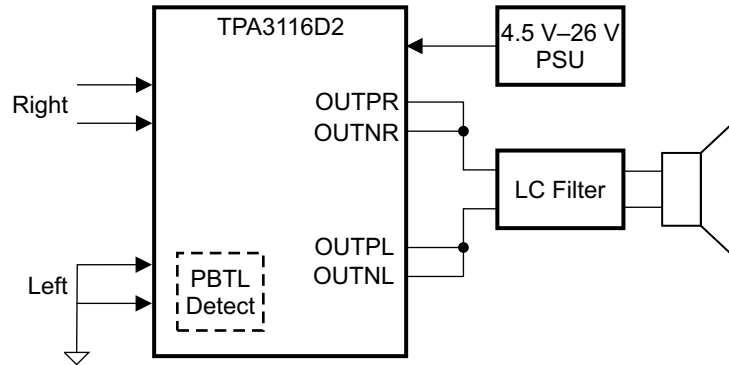 TPA3116D2
4.5 V–26 V
PSU
Right
OUTPR
OUTNR
LC Filter
OUTPL
OUTNL
Left
PBTL
Detect